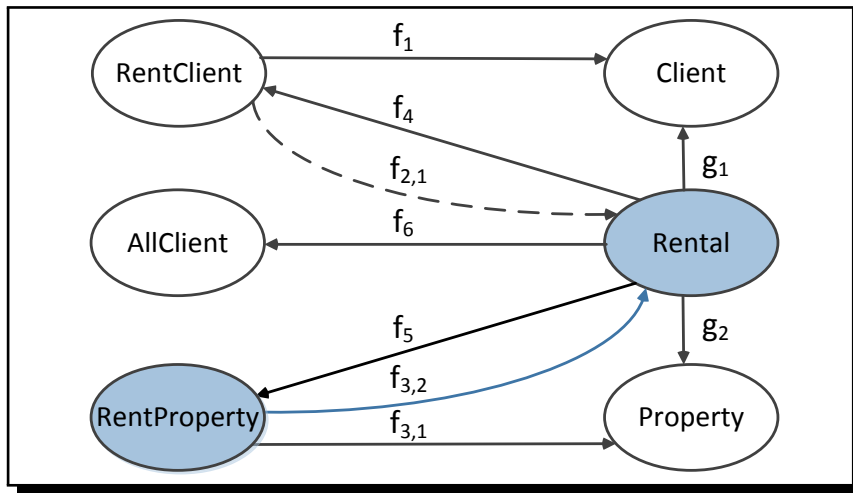 f1
RentClient Client
f4
g1
f2,1
f6
AllClient Rental
f5
g2
f3,2
RentProperty Property
f3,1